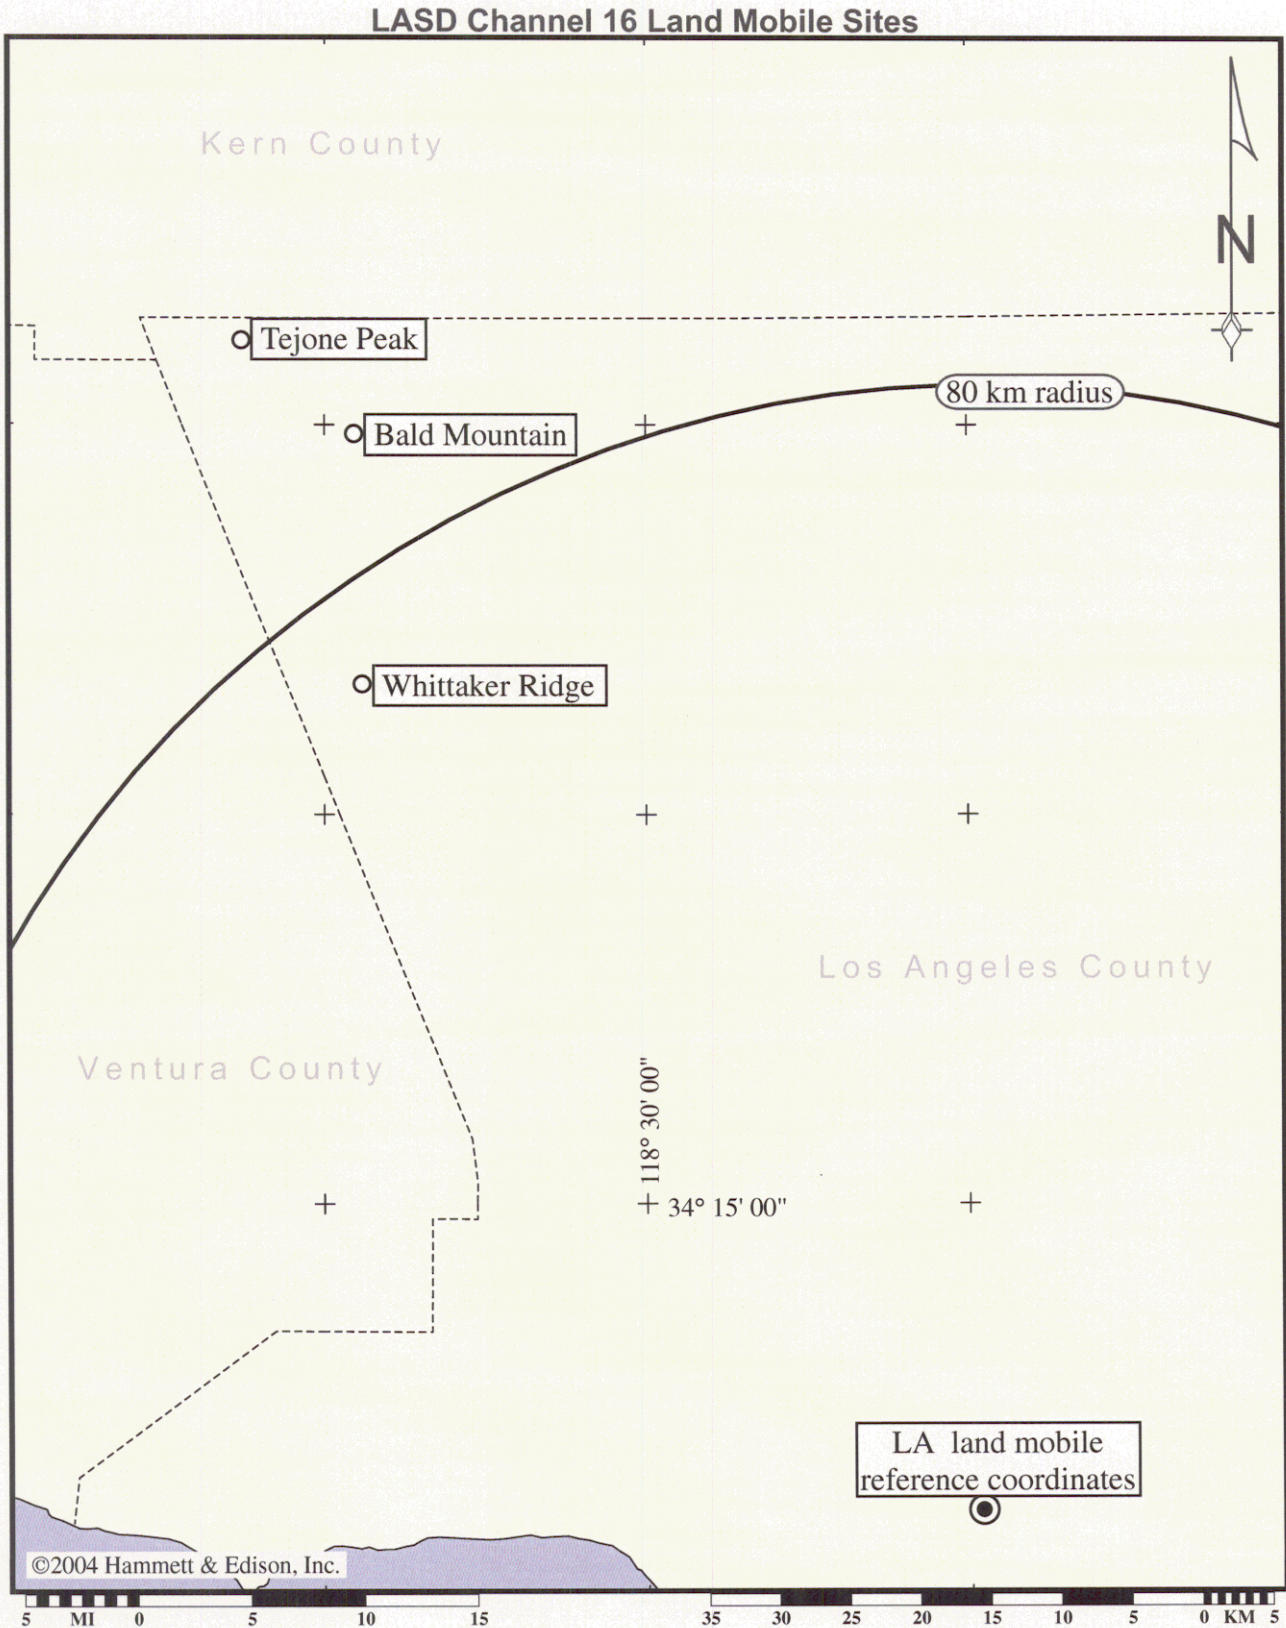 LASD Channel 16 Land Mobile Sites
Kern County
N
Tejone Peak
80 km radius
Bald Mountain
Whittaker Ridge
Los Angeles County
Ventura County
118° 30' 00"
34° 15' 00"
LA land mobile
reference coordinates
©2004 Hammett & Edison, Inc.
5 MI 0 5 10 15 35 30 25 20 15 10 5 0 KM 5